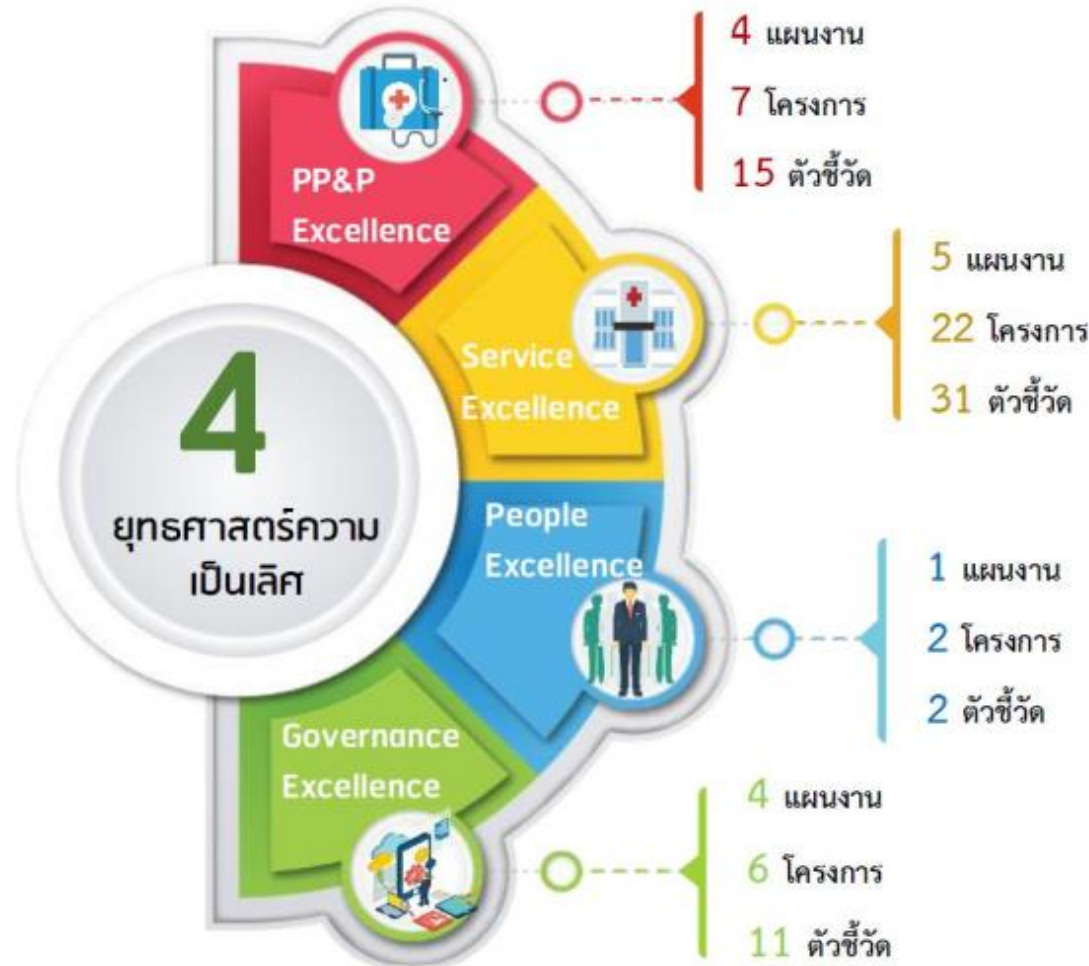 4
ยุทธศาสตร์ความ
เป็นเลิศ
PP&P
Excellence
4 แผนงาน
7 โครงการ
15 ตัวชี้วัด
Service
Excellence
5 แผนงาน
22 โครงการ
31 ตัวชี้วัด
People
Excellence
1 แผนงาน
2 โครงการ
2 ตัวชี้วัด
Governance
Excellence
4 แผนงาน
6 โครงการ
11 ตัวชี้วัด